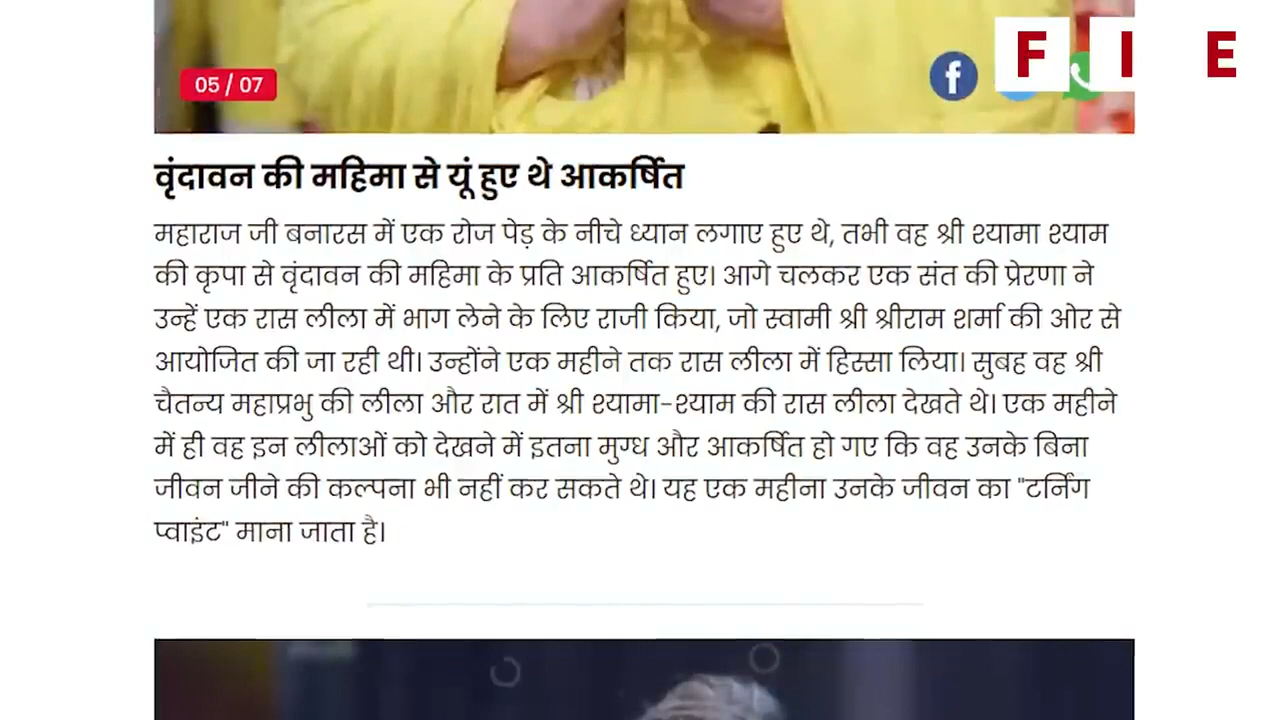 F I E
05 / 07
वृंदावन की महिमा से यूं हुए थे आकर्षित
महाराज जी बनारस में एक रोज पेड़ के नीचे ध्यान लगाए हुए थे, तभी वह श्री श्यामा श्याम
की कृपा से वृंदावन की महिमा के प्रति आकर्षित हुए। आगे चलकर एक संत की प्रेरणा ने
उन्हें एक रास लीला में भाग लेने के लिए राजी किया, जो स्वामी श्री श्रीराम शर्मा की ओर से
आयोजित की जा रही थी। उन्होंने एक महीने तक रास लीला में हिस्सा लिया। सुबह वह श्री
चैतन्य महाप्रभु की लीला और रात में श्री श्यामा-श्याम की रास लीला देखते थे। एक महीने
में ही वह इन लीलाओं को देखने में इतना मुग्ध और आकर्षित हो गए कि वह उनके बिना
जीवन जीने की कल्पना भी नहीं कर सकते थे। यह एक महीना उनके जीवन का "टर्निंग
प्वाइंट" माना जाता है।